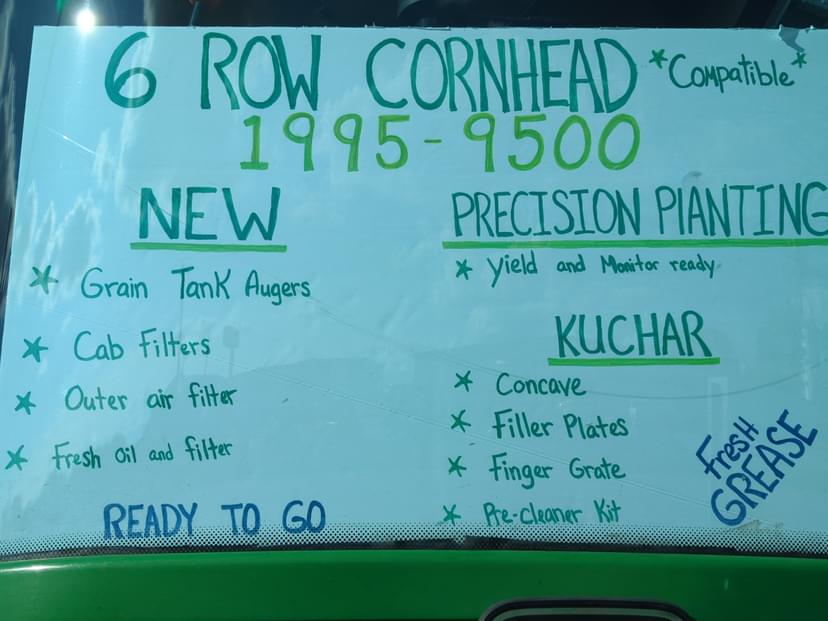 6 ROW CORNHEAD *Compatible*
1995-9500
NEW
* Grain Tank Augers
* Cab Filters
* Outer air filter
* Fresh oil and filter
READY TO GO
PRECISION PlANTING
* Yield and Monitor ready
KUCHAR
* Concave
* Filler Plates
* Finger Grate
* Pre-cleaner Kit
Fresh
GREASE